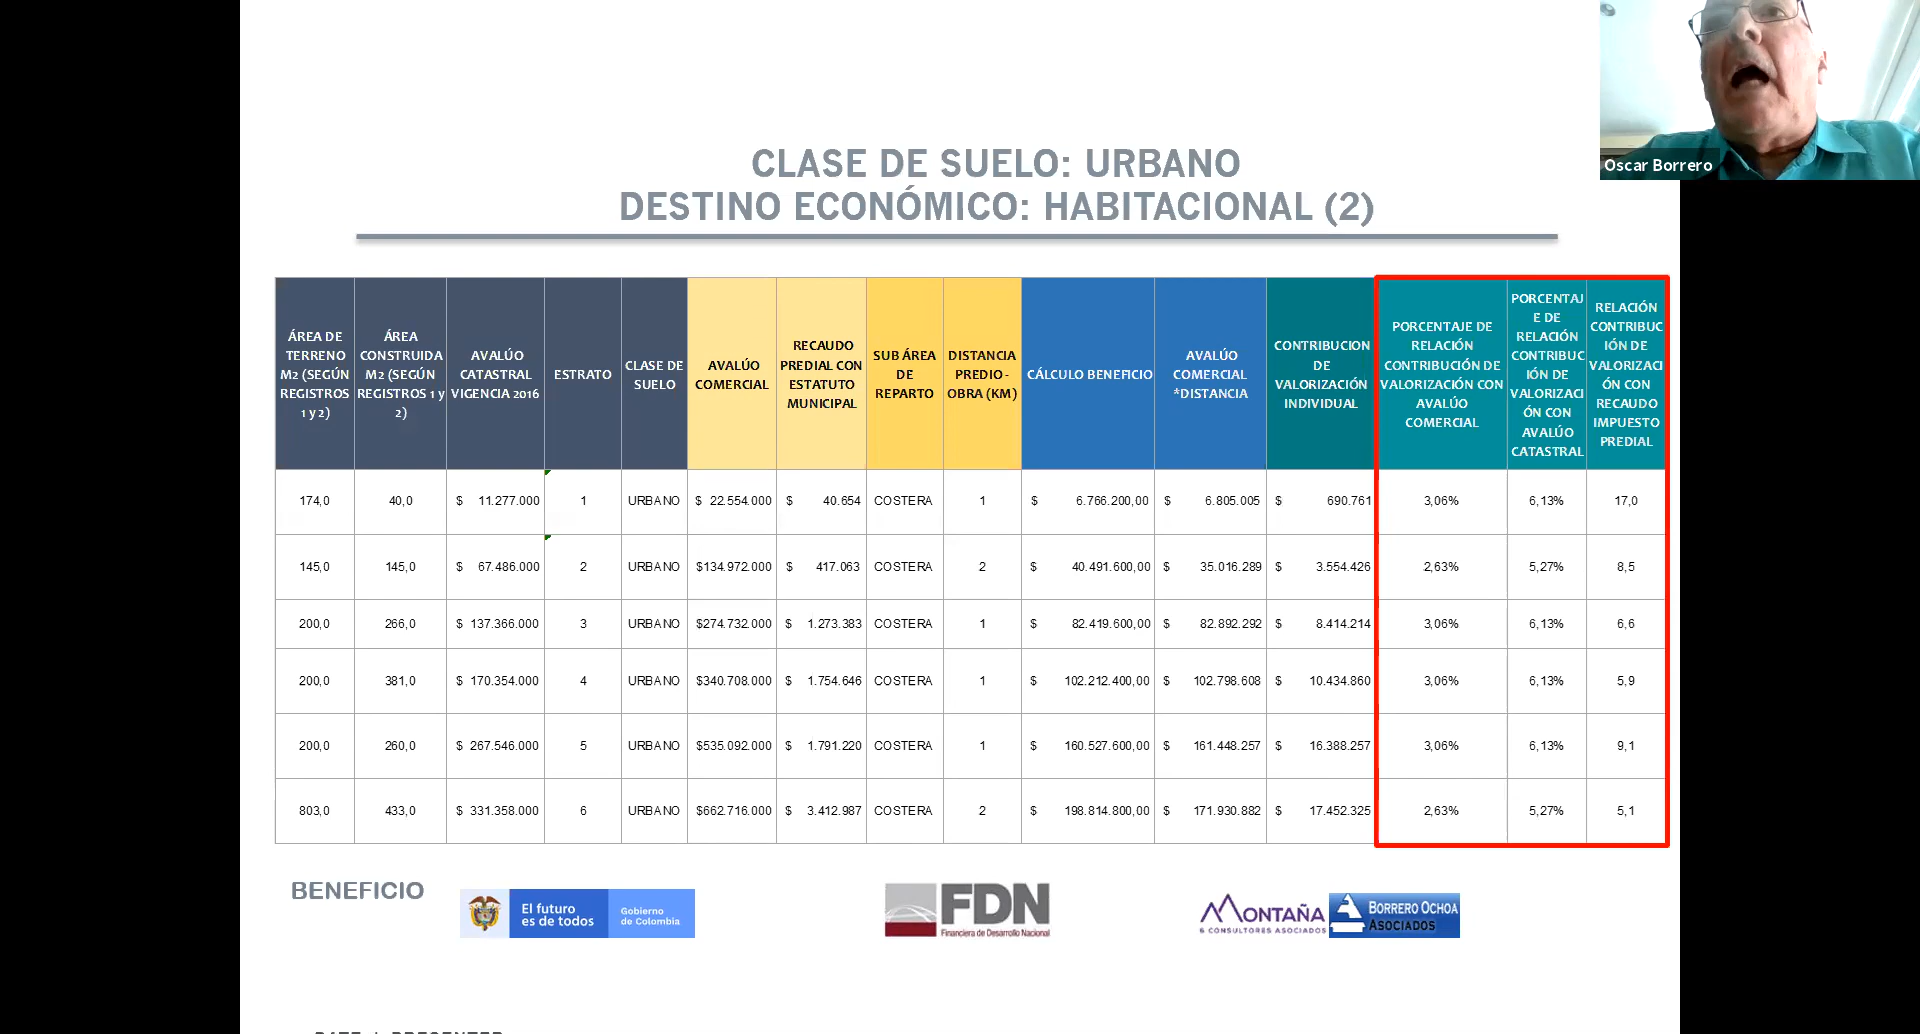 Oscar Borrero
CLASE DE SUELO: URBANO
DESTINO ECONÓMICO: HABITACIONAL (2)
ÁREA DE TERRENO M2 (SEGÚN REGISTROS 1 y 2) ÁREA CONSTRUIDA M2 (SEGÚN REGISTROS 1 y 2) AVALÚO CATASTRAL VIGENCIA 2016 ESTRATO CLASE DE SUELO AVALÚO COMERCIAL RECAUDO PREDIAL CON ESTATUTO MUNICIPAL SUB ÁREA DE REPARTO DISTANCIA PREDIO - OBRA (KM) CÁLCULO BENEFICIO AVALÚO COMERCIAL *DISTANCIA CONTRIBUCION DE VALORIZACIÓN INDIVIDUAL PORCENTAJE DE RELACIÓN CONTRIBUCIÓN DE VALORIZACIÓN CON AVALÚO COMERCIAL PORCENTAJE DE RELACIÓN CONTRIBUCIÓN DE VALORIZACIÓN CON AVALÚO CATASTRAL RELACIÓN CONTRIBUCIÓN DE VALORIZACIÓN CON RECAUDO IMPUESTO PREDIAL
174,0 40,0 $ 11.277.000 1 URBANO $ 22.554.000 $ 40.654 COSTERA 1 $ 6.766.200,00 $ 6.805.005 $ 690.761 3,06% 6,13% 17,0
145,0 145,0 $ 67.486.000 2 URBANO $134.972.000 $ 417.063 COSTERA 2 $ 40.491.600,00 $ 35.016.289 $ 3.554.426 2,63% 5,27% 8,5
200,0 266,0 $ 137.366.000 3 URBANO $274.732.000 $ 1.273.383 COSTERA 1 $ 82.419.600,00 $ 82.892.292 $ 8.414.214 3,06% 6,13% 6,6
200,0 381,0 $ 170.354.000 4 URBANO $340.708.000 $ 1.754.646 COSTERA 1 $ 102.212.400,00 $ 102.798.608 $ 10.434.860 3,06% 6,13% 5,9
200,0 260,0 $ 267.546.000 5 URBANO $535.092.000 $ 1.791.220 COSTERA 1 $ 160.527.600,00 $ 161.448.257 $ 16.388.257 3,06% 6,13% 9,1
803,0 433,0 $ 331.358.000 6 URBANO $662.716.000 $ 3.412.987 COSTERA 2 $ 198.814.800,00 $ 171.930.882 $ 17.452.325 2,63% 5,27% 5,1
BENEFICIO
El futuro
es de todos
Gobierno
de Colombia
FDN
Financiera de Desarrollo Nacional
MONTAÑA
& CONSULTORES ASOCIADOS
BORRERO OCHOA
ASOCIADOS